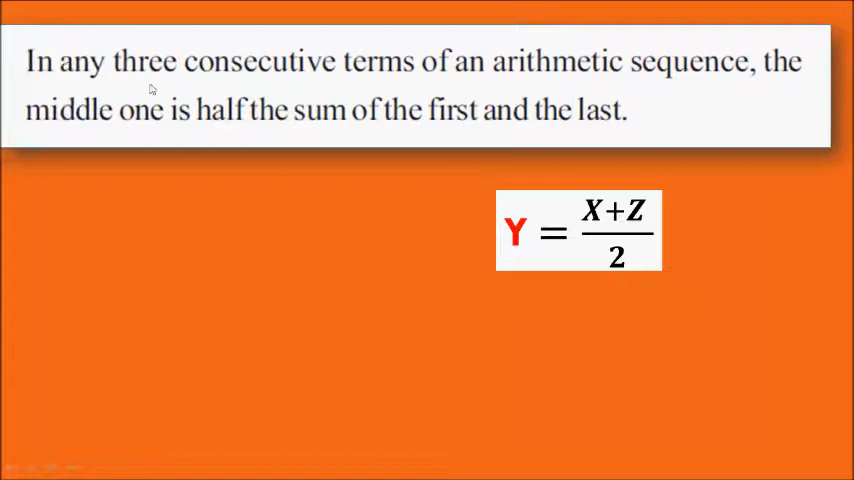 In any three consecutive terms of an arithmetic sequence, the
middle one is half the sum of the first and the last.
Y = X+Z
2